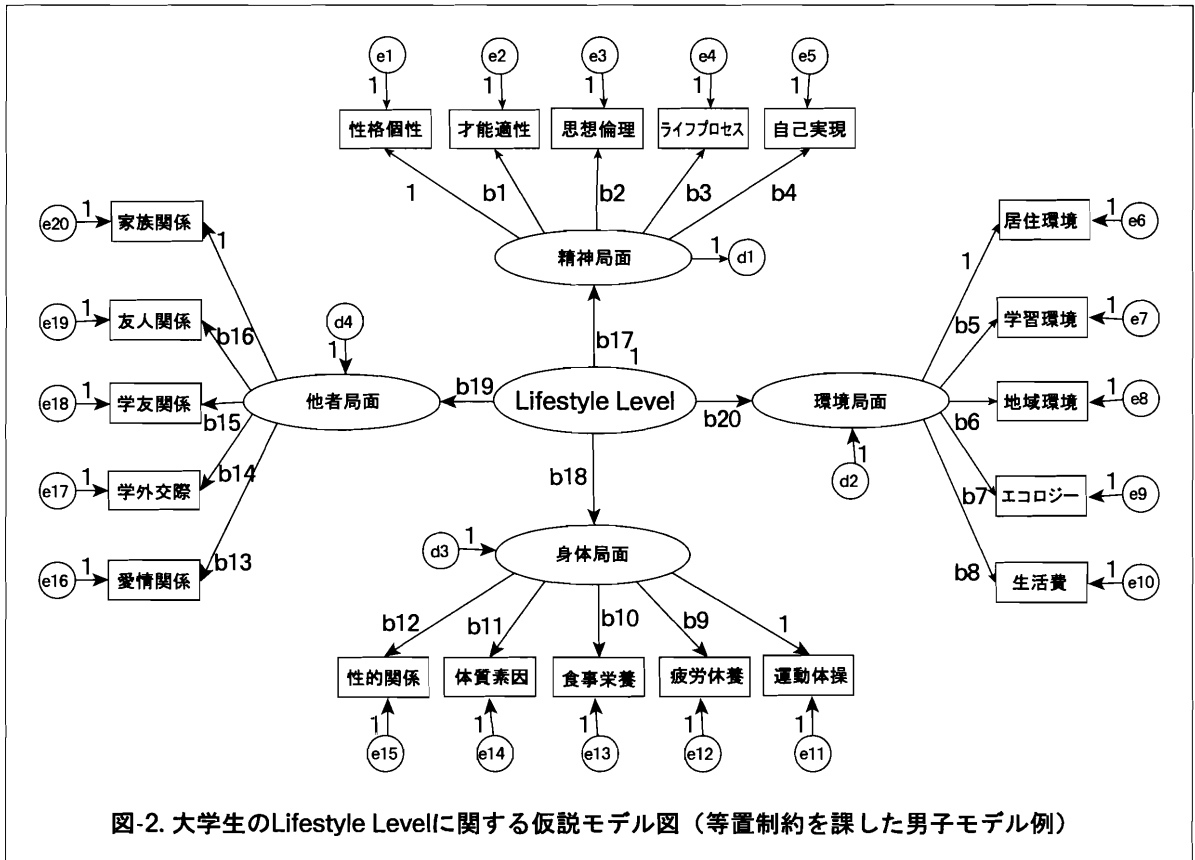 e1 e2 e3 e4 e5
1 1 1 1 1
性格個性 才能適性 思想倫理 ライフプロセス 自己実現
1 b1 b2 b3 b4
精神局面 1 d1
e20 1 家族関係
1
e19 1 友人関係
b16
e18 1 学友関係
b15
e17 1 学外交際
b14
e16 1 愛情関係
b13
d4
1
他者局面
b19
b17
1
Lifestyle Level
b20
環境局面
1
d2
居住環境 1 e6
1
学習環境 1 e7
b5
地域環境 1 e8
b6
エコロジー 1 e9
b7
生活費 1 e10
b8
b18
d3 1 身体局面
b12 b11 b10 b9 1
性的関係 体質素因 食事栄養 疲労休養 運動体操
1 1 1 1 1
e15 e14 e13 e12 e11
図-2. 大学生のLifestyle Levelに関する仮説モデル図（等置制約を課した男子モデル例）